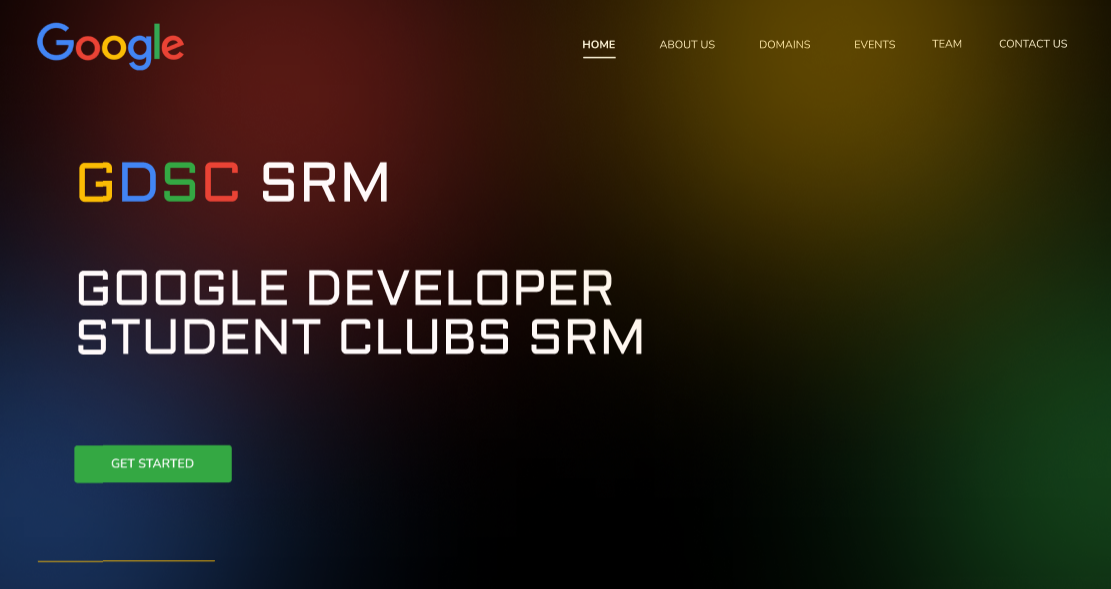 Google
HOME ABOUT US DOMAINS EVENTS TEAM CONTACT US
GDSC SRM
GOOGLE DEVELOPER
STUDENT CLUBS SRM
GET STARTED